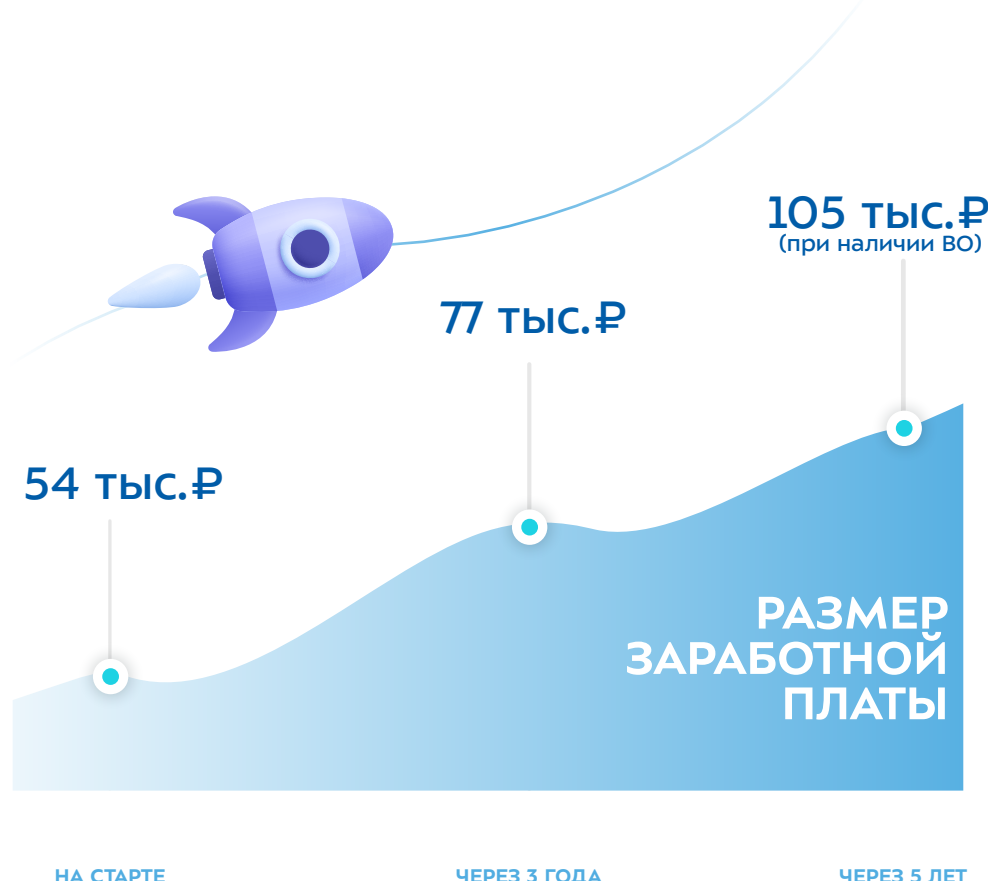 105 тыс.₽
(при наличии ВО)
77 тыс.₽
54 тыс.₽
РАЗМЕР
ЗАРАБОТНОЙ
ПЛАТЫ
НА СТАРТЕ
ЧЕРЕЗ 3 ГОДА
ЧЕРЕЗ 5 ЛЕТ